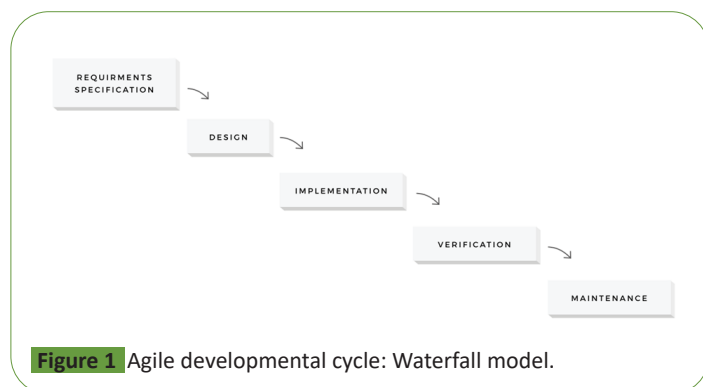 REQUIRMENTS
SPECIFICATION
DESIGN
IMPLEMENTATION
VERIFICATION
MAINTENANCE
Figure 1 Agile developmental cycle: Waterfall model.